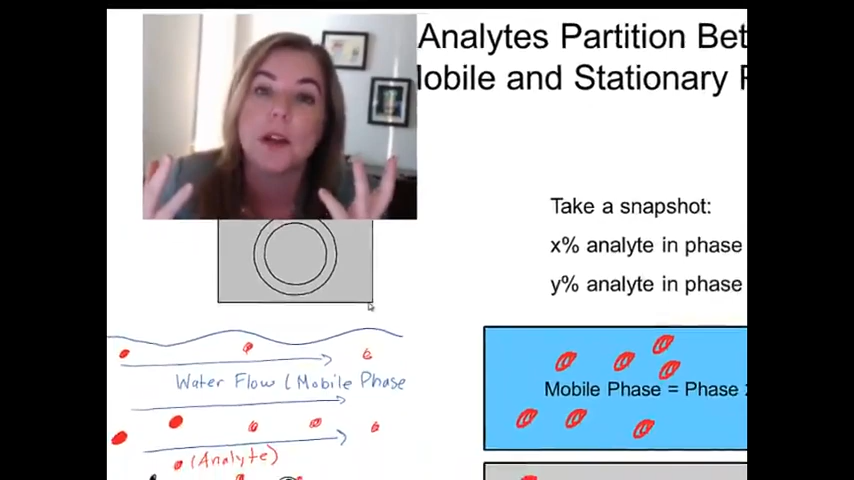 Analytes Partition Bet
obile and Stationary
Take a snapshot:
x% analyte in phase
y% analyte in phase
Water Flow (Mobile Phase
Mobile Phase = Phase
(Analyte)